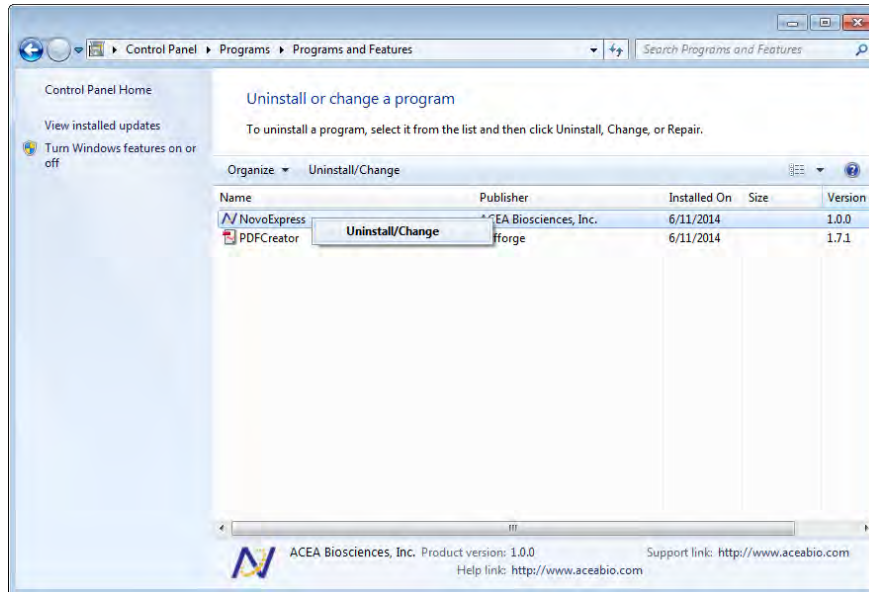 Control Panel Programs Programs and Features Search Programs and Features
Control Panel Home
View installed updates
Turn Windows features on or
off
Uninstall or change a program
To uninstall a program, select it from the list and then click Uninstall, Change, or Repair.
Organize Uninstall/Change
Name Publisher Installed On Size Version
NovoExpress ACEA Biosciences, Inc. 6/11/2014 1.0.0
Uninstall/Change
PDFCreator 6/11/2014 1.7.1
ACEA Biosciences, Inc. Product version: 1.0.0 Support link: http://www.aceabio.com
Help link: http://www.aceabio.com